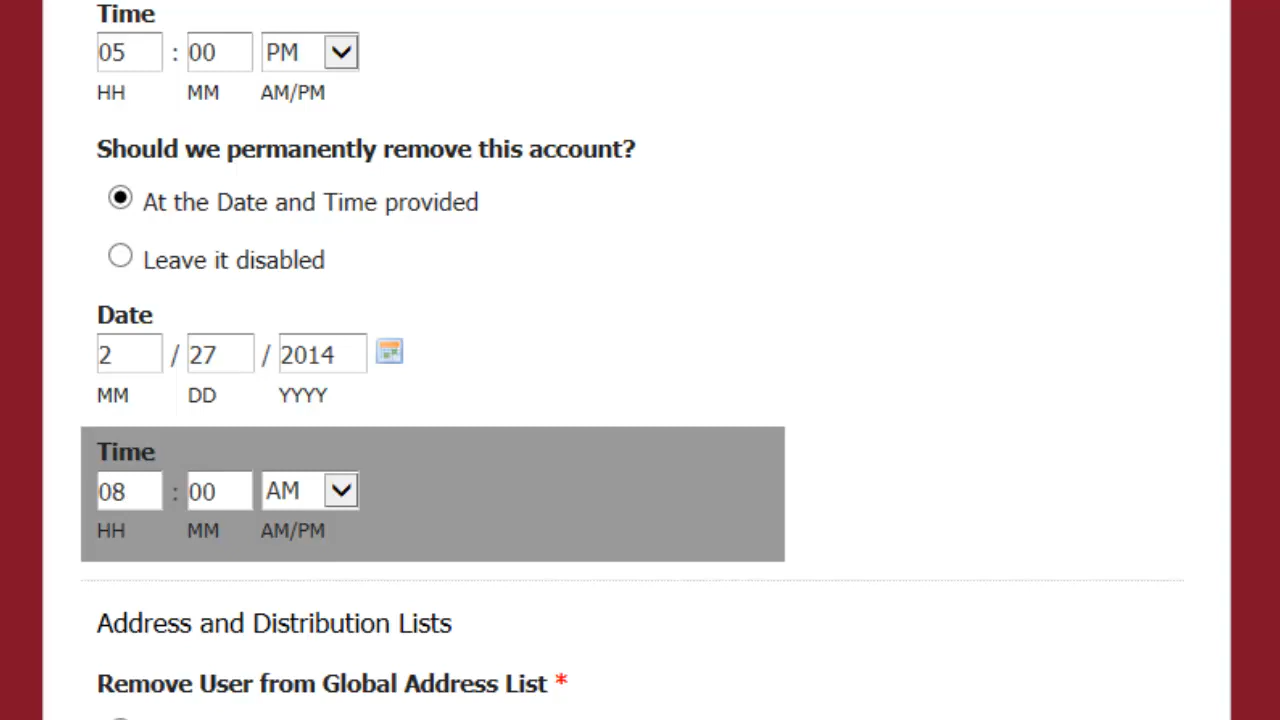 Time
05 : 00 PM
HH MM AM/PM
Should we permanently remove this account?
At the Date and Time provided
Leave it disabled
Date
2 / 27 / 2014
MM DD YYYY
Time
08 : 00 AM
HH MM AM/PM
Address and Distribution Lists
Remove User from Global Address List *